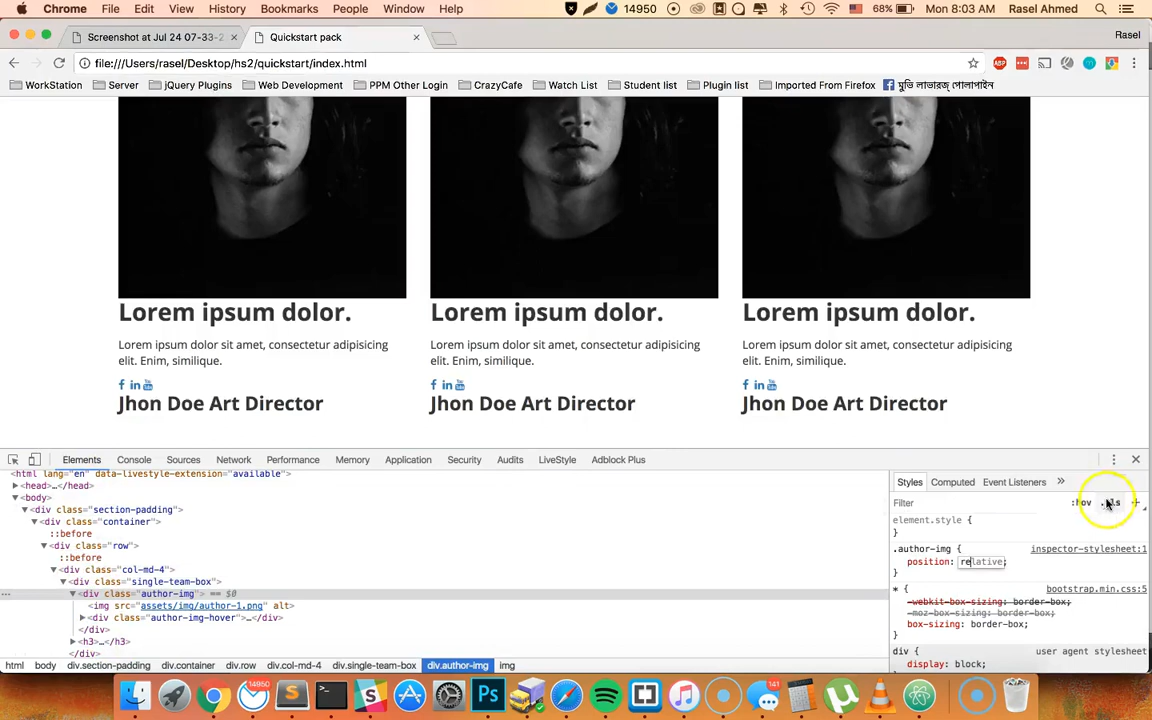 Chrome File Edit View History Bookmarks People Window Help 14950 68% Mon 8:03 AM Rasel Ahmed
Screenshot at Jul 24 07-33-2 Quickstart pack Rasel
file:///Users/rasel/Desktop/hs2/quickstart/index.html
WorkStation Server jQuery Plugins Web Development PPM Other Login CrazyCafe Watch List Student list Plugin list Imported From Firefox মুভি লাভারজ্ পোলাপাইন
Lorem ipsum dolor. Lorem ipsum dolor. Lorem ipsum dolor.
Lorem ipsum dolor sit amet, consectetur adipisicing Lorem ipsum dolor sit amet, consectetur adipisicing Lorem ipsum dolor sit amet, consectetur adipisicing
elit. Enim, similique. elit. Enim, similique. elit. Enim, similique.
Jhon Doe Art Director Jhon Doe Art Director Jhon Doe Art Director
Elements Console Sources Network Performance Memory Application Security Audits LiveStyle Adblock Plus
<html lang="en" data-livestyle-extension="available">
<head>…</head>
<body>
<div class="section-padding">
<div class="container">
::before
<div class="row">
::before
<div class="col-md-4">
<div class="single-team-box">
<div class="author-img"> == $0
<img src="assets/img/author-1.png" alt>
<div class="author-img-hover">…</div>
</div>
<h3>…</h3>
</div>
html body div.section-padding div.container div.row div.col-md-4 div.single-team-box div.author-img img
Styles Computed Event Listeners »
Filter :hov .cls +
element.style {
}
.author-img { inspector-stylesheet:1
position: relative;
}
* { bootstrap.min.css:5
-webkit-box-sizing: border-box;
-moz-box-sizing: border-box;
box-sizing: border-box;
}
div { user agent stylesheet
display: block;
14950 141